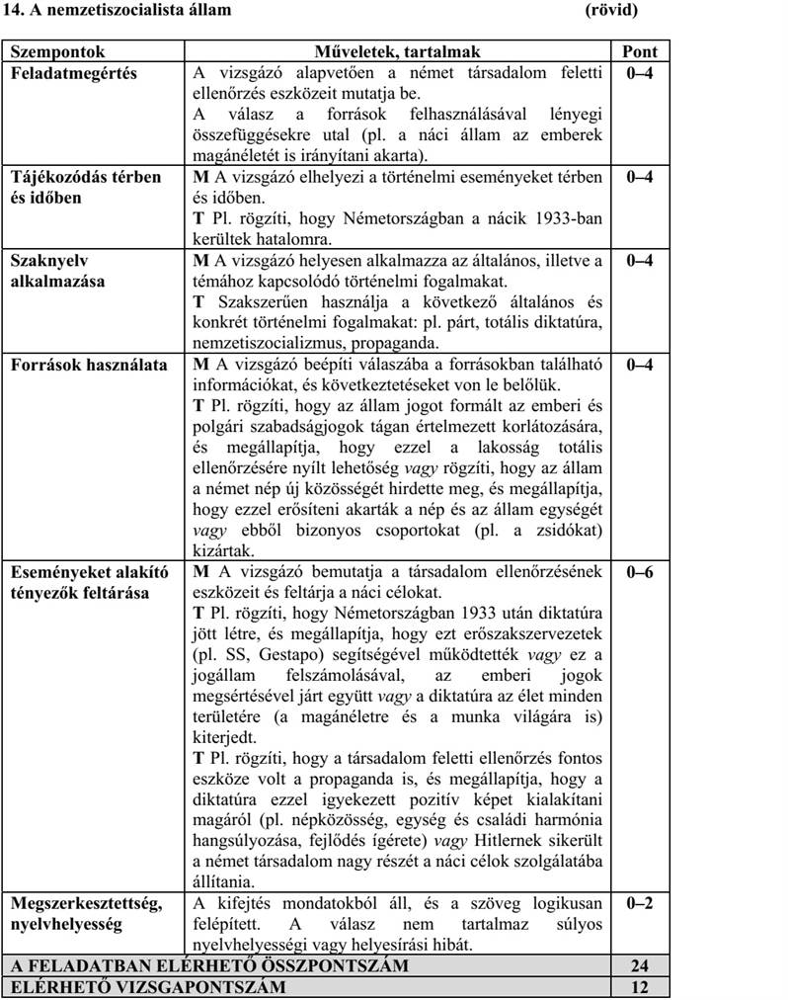 14. A nemzetiszocialista állam (rövid)
Szempontok Műveletek, tartalmak Pont
Feladatmegértés A vizsgázó alapvetően a német társadalom feletti 0–4
ellenőrzés eszközeit mutatja be.
A válasz a források felhasználásával lényegi
összefüggésekre utal (pl. a náci állam az emberek
magánéletét is irányítani akarta).
Tájékozódás térben M A vizsgázó elhelyezi a történelmi eseményeket térben 0–4
és időben és időben.
T Pl. rögzíti, hogy Németországban a nácik 1933-ban
kerültek hatalomra.
Szaknyelv M A vizsgázó helyesen alkalmazza az általános, illetve a 0–4
alkalmazása témához kapcsolódó történelmi fogalmakat.
T Szakszerűen használja a következő általános és
konkrét történelmi fogalmakat: pl. párt, totális diktatúra,
nemzetiszocializmus, propaganda.
Források használata M A vizsgázó beépíti válaszába a forrásokban található 0–4
információkat, és következtetéseket von le belőlük.
T Pl. rögzíti, hogy az állam jogot formált az emberi és
polgári szabadságjogok tágan értelmezett korlátozására,
és megállapítja, hogy ezzel a lakosság totális
ellenőrzésére nyílt lehetőség vagy rögzíti, hogy az állam
a német nép új közösségét hirdette meg, és megállapítja,
hogy ezzel erősíteni akarták a nép és az állam egységét
vagy ebből bizonyos csoportokat (pl. a zsidókat)
kizártak.
Eseményeket alakító M A vizsgázó bemutatja a társadalom ellenőrzésének 0–6
tényezők feltárása eszközeit és feltárja a náci célokat.
T Pl. rögzíti, hogy Németországban 1933 után diktatúra
jött létre, és megállapítja, hogy ezt erőszakszervezetek
(pl. SS, Gestapo) segítségével működtették vagy ez a
jogállam felszámolásával, az emberi jogok
megsértésével járt együtt vagy a diktatúra az élet minden
területére (a magánéletre és a munka világára is)
kiterjedt.
T Pl. rögzíti, hogy a társadalom feletti ellenőrzés fontos
eszköze volt a propaganda is, és megállapítja, hogy a
diktatúra ezzel igyekezett pozitív képet kialakítani
magáról (pl. népközösség, egység és családi harmónia
hangsúlyozása, fejlődés ígérete) vagy Hitlernek sikerült
a német társadalom nagy részét a náci célok szolgálatába
állítania.
Megszerkesztettség, A kifejtés mondatokból áll, és a szöveg logikusan 0–2
nyelvhelyesség felépített. A válasz nem tartalmaz súlyos
nyelvhelyességi vagy helyesírási hibát.
A FELADATBAN ELÉRHETŐ ÖSSZPONTSZÁM 24
ELÉRHETŐ VIZSGAPONTSZÁM 12